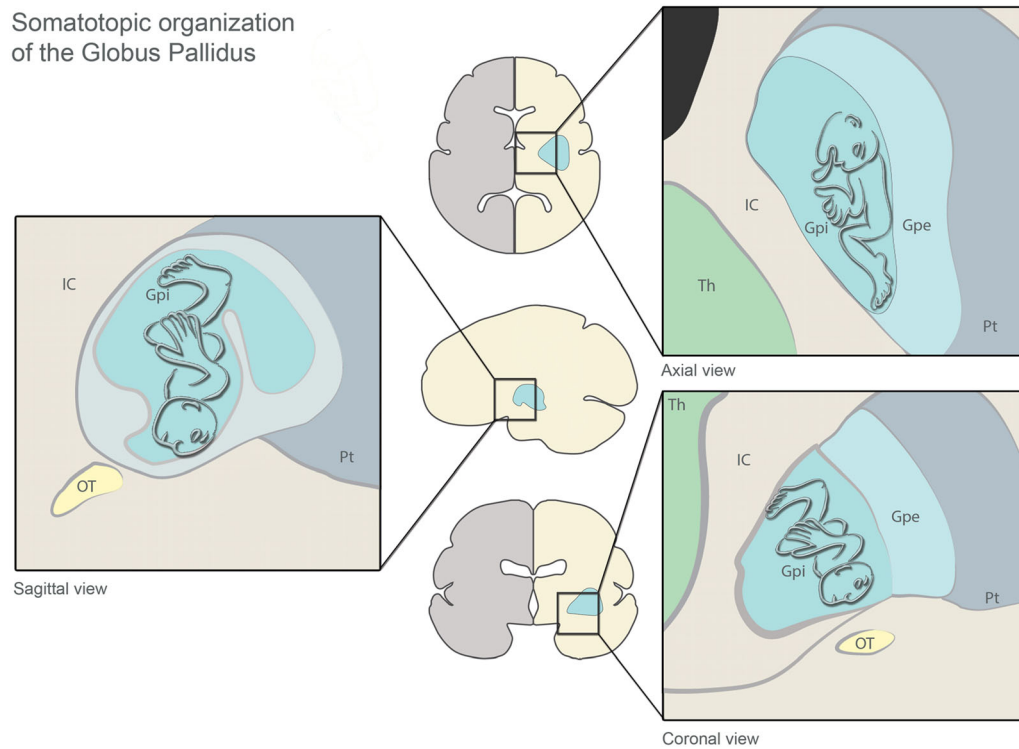 Somatotopic organization
of the Globus Pallidus
IC
Gpi
Gpe
Th
Pt
Axial view
IC
Gpi
Pt
OT
Sagittal view
Th
IC
Gpe
Gpi
Pt
OT
Coronal view